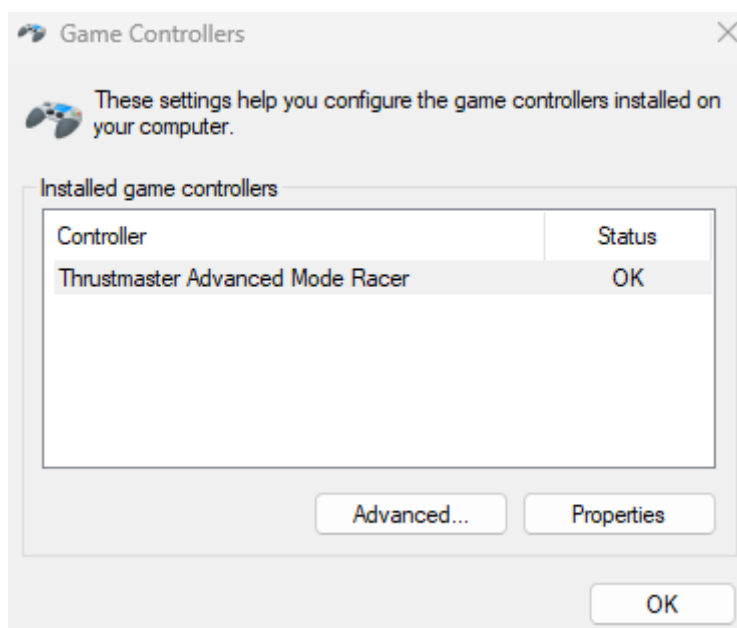 Game Controllers
These settings help you configure the game controllers installed on
your computer.
Installed game controllers
Controller Status
Thrustmaster Advanced Mode Racer OK
Advanced... Properties
OK